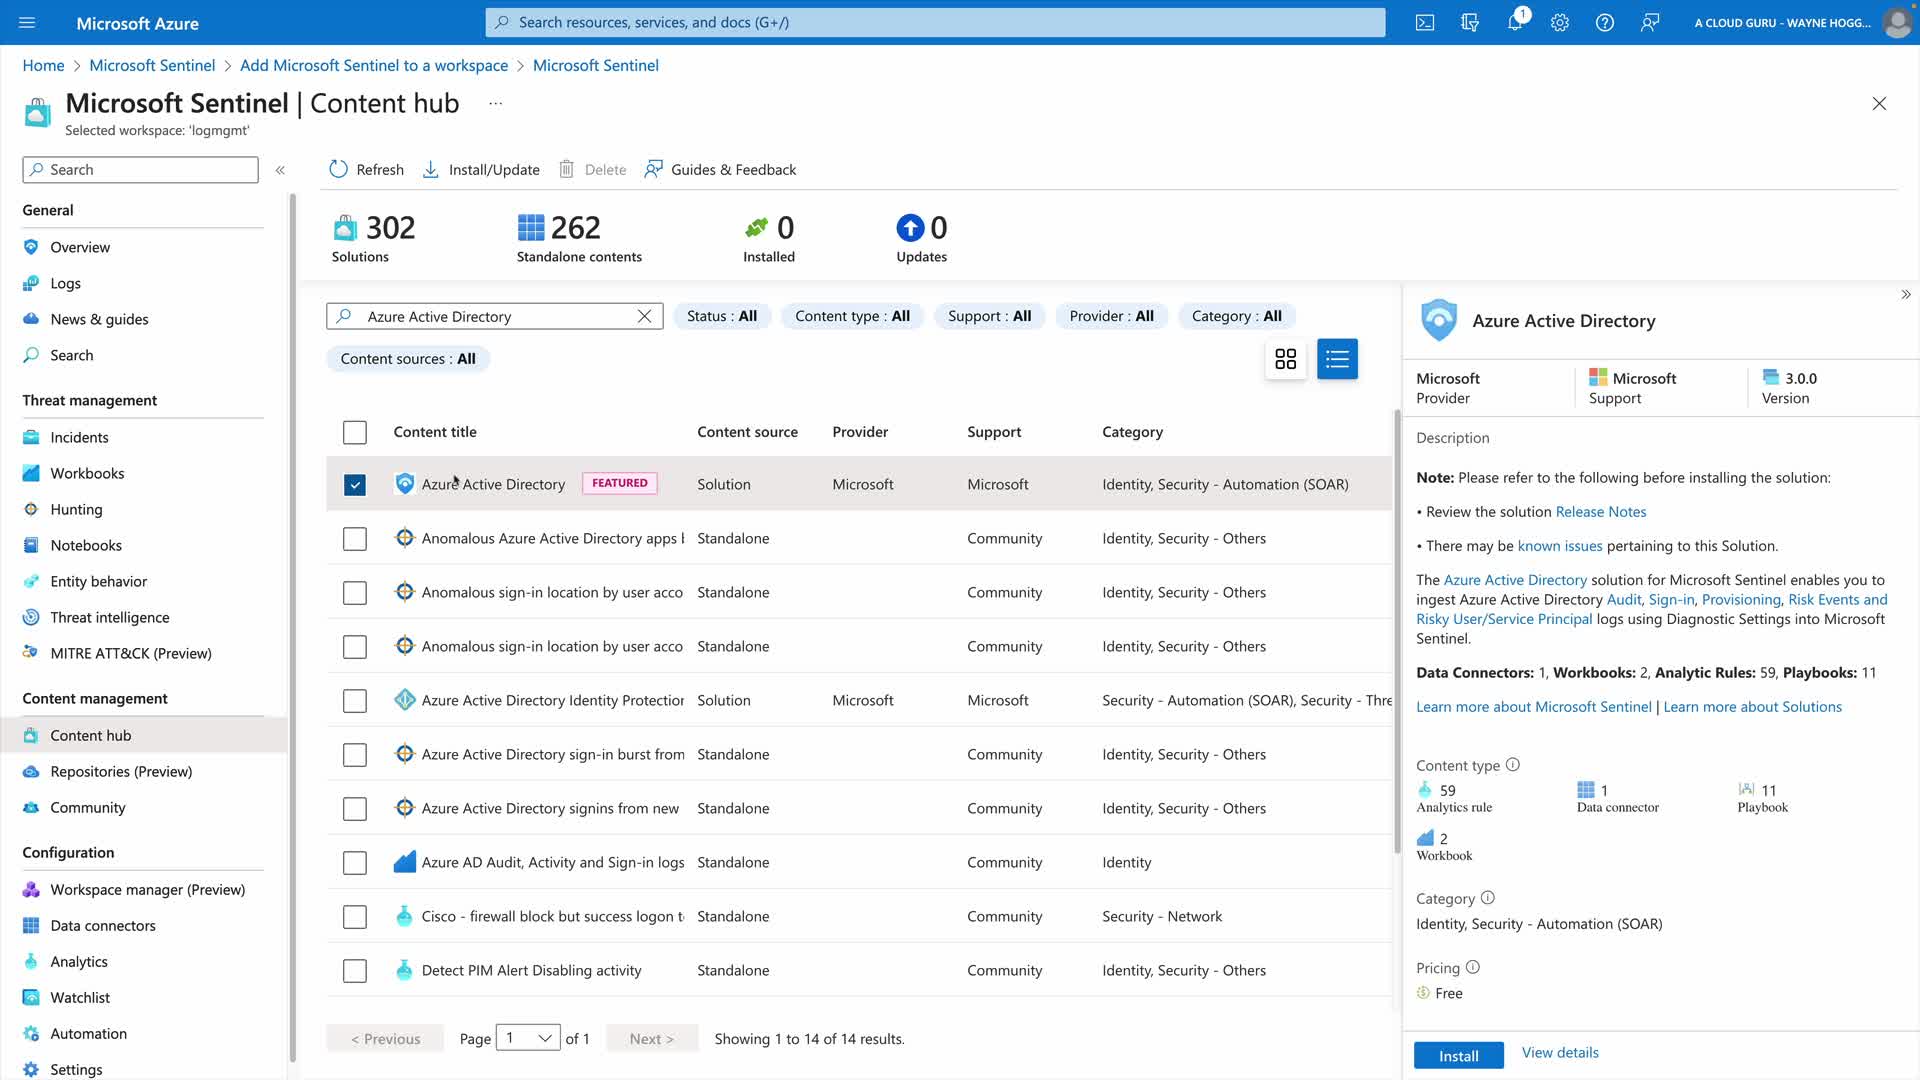 Microsoft Azure
Search resources, services, and docs (G+/)
1
A CLOUD GURU - WAYNE HOGG...
Home > Microsoft Sentinel > Add Microsoft Sentinel to a workspace > Microsoft Sentinel
Microsoft Sentinel | Content hub ...
Selected workspace: 'logmgmt'
Search «
General
Overview
Logs
News & guides
Search
Threat management
Incidents
Workbooks
Hunting
Notebooks
Entity behavior
Threat intelligence
MITRE ATT&CK (Preview)
Content management
Content hub
Repositories (Preview)
Community
Configuration
Workspace manager (Preview)
Data connectors
Analytics
Watchlist
Automation
Settings
Refresh Install/Update Delete Guides & Feedback
302 262 0 0
Solutions Standalone contents Installed Updates
Azure Active Directory Status : All Content type : All Support : All Provider : All Category : All
Content sources : All
Content title Content source Provider Support Category
Azure Active Directory FEATURED Solution Microsoft Microsoft Identity, Security - Automation (SOAR)
Anomalous Azure Active Directory apps Standalone Community Identity, Security - Others
Anomalous sign-in location by user acco Standalone Community Identity, Security - Others
Anomalous sign-in location by user acco Standalone Community Identity, Security - Others
Azure Active Directory Identity Protection Solution Microsoft Microsoft Security - Automation (SOAR), Security - Thre
Azure Active Directory sign-in burst from Standalone Community Identity, Security - Others
Azure Active Directory signins from new Standalone Community Identity, Security - Others
Azure AD Audit, Activity and Sign-in logs Standalone Community Identity
Cisco - firewall block but success logon t Standalone Community Security - Network
Detect PIM Alert Disabling activity Standalone Community Identity, Security - Others
< Previous Page 1 of 1 Next > Showing 1 to 14 of 14 results.
»
Azure Active Directory
Microsoft Microsoft 3.0.0
Provider Support Version
Description
Note: Please refer to the following before installing the solution:
• Review the solution Release Notes
• There may be known issues pertaining to this Solution.
The Azure Active Directory solution for Microsoft Sentinel enables you to
ingest Azure Active Directory Audit, Sign-in, Provisioning, Risk Events and
Risky User/Service Principal logs using Diagnostic Settings into Microsoft
Sentinel.
Data Connectors: 1, Workbooks: 2, Analytic Rules: 59, Playbooks: 11
Learn more about Microsoft Sentinel | Learn more about Solutions
Content type
59 1 11
Analytics rule Data connector Playbook
2
Workbook
Category
Identity, Security - Automation (SOAR)
Pricing
Free
Install View details